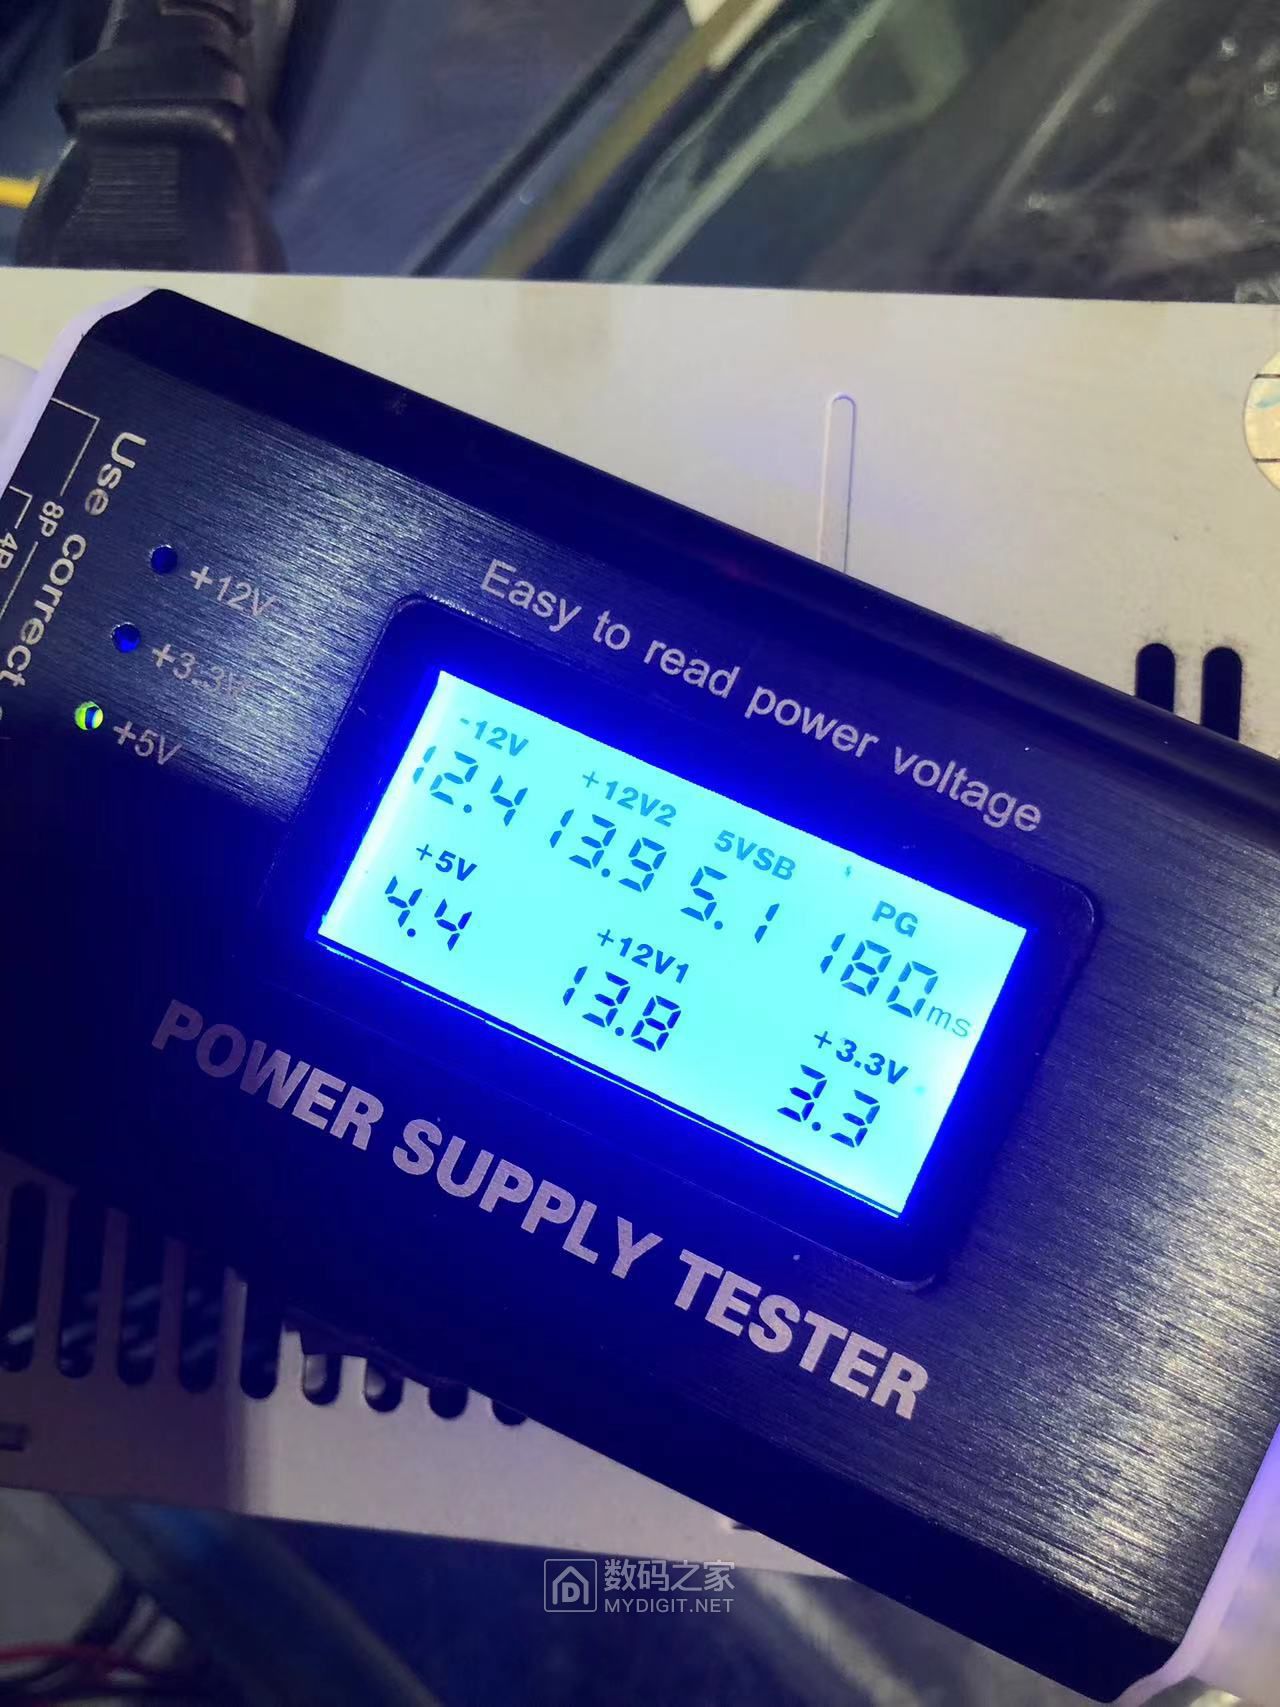 Use correct c
8P
4P
+12V
+3.3V
+5V
Easy to read power voltage
-12V +12V2 5VSB PG
12.4 13.9 5.1 180ms
+5V +12V1 +3.3V
4.4 13.8 3.3
POWER SUPPLY TESTER
数码之家
MYDIGIT.NET